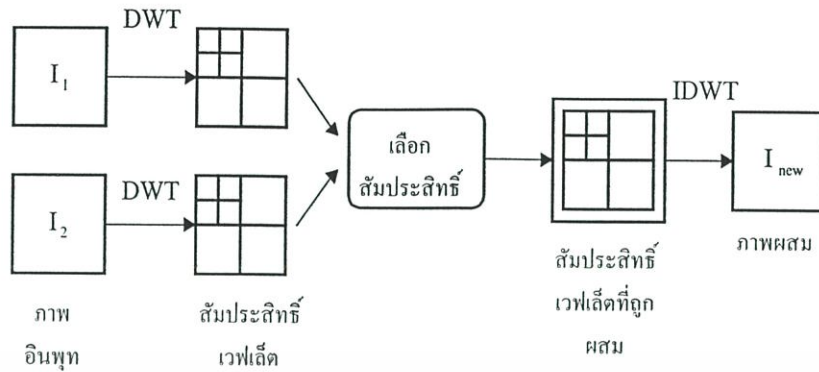 DWT
I₁
DWT
I₂
ภาพ
อินพุท
สัมประสิทธิ์
เวฟเล็ต
เลือก
สัมประสิทธิ์
สัมประสิทธิ์
เวฟเล็ตที่ถูก
ผสม
IDWT
I new
ภาพผสม